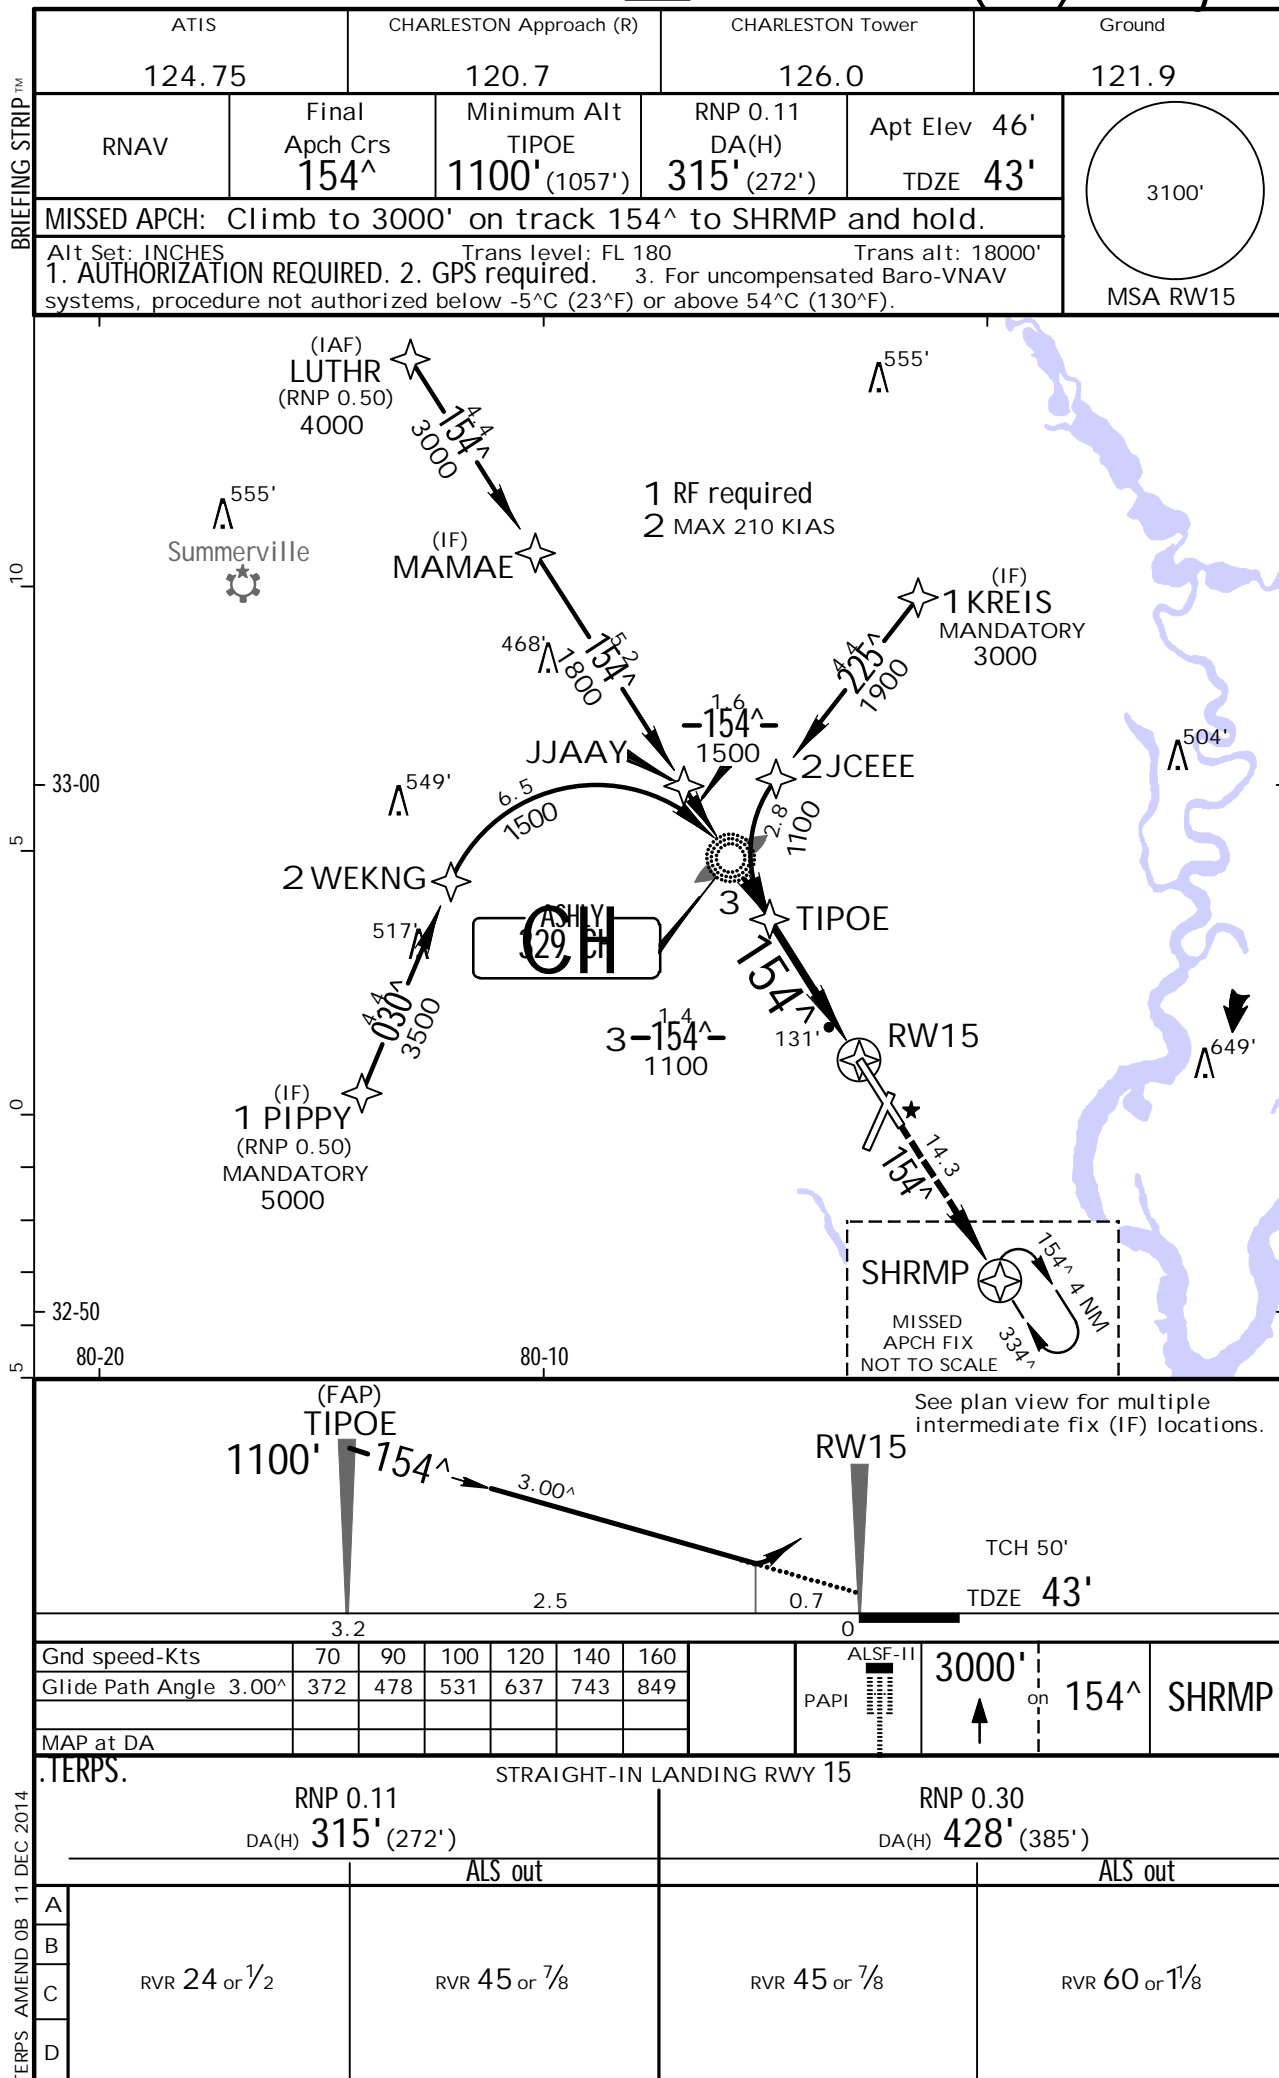 ATIS
124.75
CHARLESTON Approach (R)
120.7
CHARLESTON Tower
126.0
Ground
121.9
BRIEFING STRIP™
RNAV
Final
Apch Crs
154^
Minimum Alt
TIPOE
1100' (1057')
RNP 0.11
DA(H)
315' (272')
Apt Elev 46'
TDZE 43'
3100'
MSA RW15
MISSED APCH: Climb to 3000' on track 154^ to SHRMP and hold.
Alt Set: INCHES Trans level: FL 180 Trans alt: 18000'
1. AUTHORIZATION REQUIRED. 2. GPS required. 3. For uncompensated Baro-VNAV
systems, procedure not authorized below -5^C (23^F) or above 54^C (130^F).
(IAF)
LUTHR
(RNP 0.50)
4000
4.4
154^
3000
555'
555'
Summerville
1 RF required
2 MAX 210 KIAS
(IF)
MAMAE
(IF)
1 KREIS
MANDATORY
3000
10
468'
5.2
154^
1800
4.4
225^
1900
1.6
154^
1500
JJAAY
2 JCEEE
504'
33-00
549'
6.5
1500
2.8
1100
5
2 WEKNG
3
TIPOE
ASHLY
329 CH
CH
517'
4.4
030^
3500
154^
1.4
3 154^
1100
131'
RW15
649'
(IF)
1 PIPPY
(RNP 0.50)
MANDATORY
5000
0
14.3
154^
SHRMP
154^ 4 NM
334^
MISSED
APCH FIX
NOT TO SCALE
32-50
5
80-20
80-10
(FAP)
TIPOE
1100'
154^
3.00^
See plan view for multiple
intermediate fix (IF) locations.
RW15
TCH 50'
TDZE 43'
2.5
0.7
3.2
0
Gnd speed-Kts 70 90 100 120 140 160
Glide Path Angle 3.00^ 372 478 531 637 743 849
MAP at DA
ALSF-II
PAPI
3000'
on
154^
SHRMP
.TERPS.
STRAIGHT-IN LANDING RWY 15
RNP 0.11
DA(H) 315' (272')
RNP 0.30
DA(H) 428' (385')
ALS out
ALS out
A
B
C
D
RVR 24 or 1/2
RVR 45 or 7/8
RVR 45 or 7/8
RVR 60 or 1 1/8
TERPS AMEND 0B 11 DEC 2014